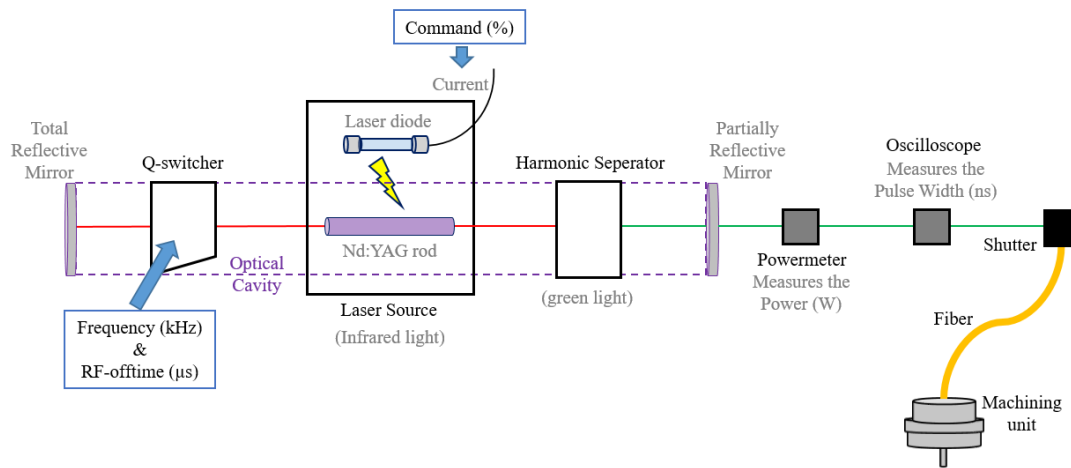 Command (%)
Current
Laser diode
Total
Reflective
Mirror
Q-switcher
Harmonic Seperator
Partially
Reflective
Mirror
Oscilloscope
Measures the
Pulse Width (ns)
Nd:YAG rod
Optical
Cavity
Shutter
Powermeter
Measures the
Power (W)
(green light)
Laser Source
(Infrared light)
Frequency (kHz)
&
RF-offtime (µs)
Fiber
Machining
unit